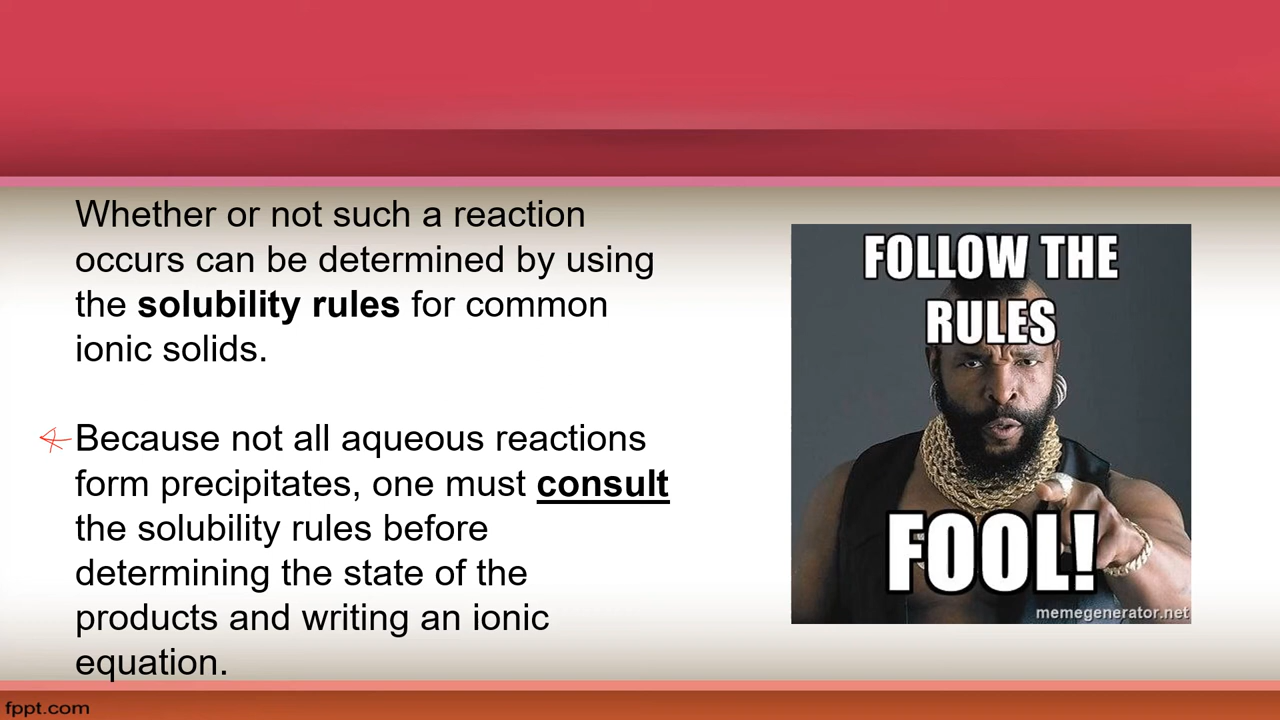 Whether or not such a reaction
occurs can be determined by using
the solubility rules for common
ionic solids.
Because not all aqueous reactions
form precipitates, one must consult
the solubility rules before
determining the state of the
products and writing an ionic
equation.
FOLLOW THE
RULES
FOOL!
memegenerator.net
fppt.com